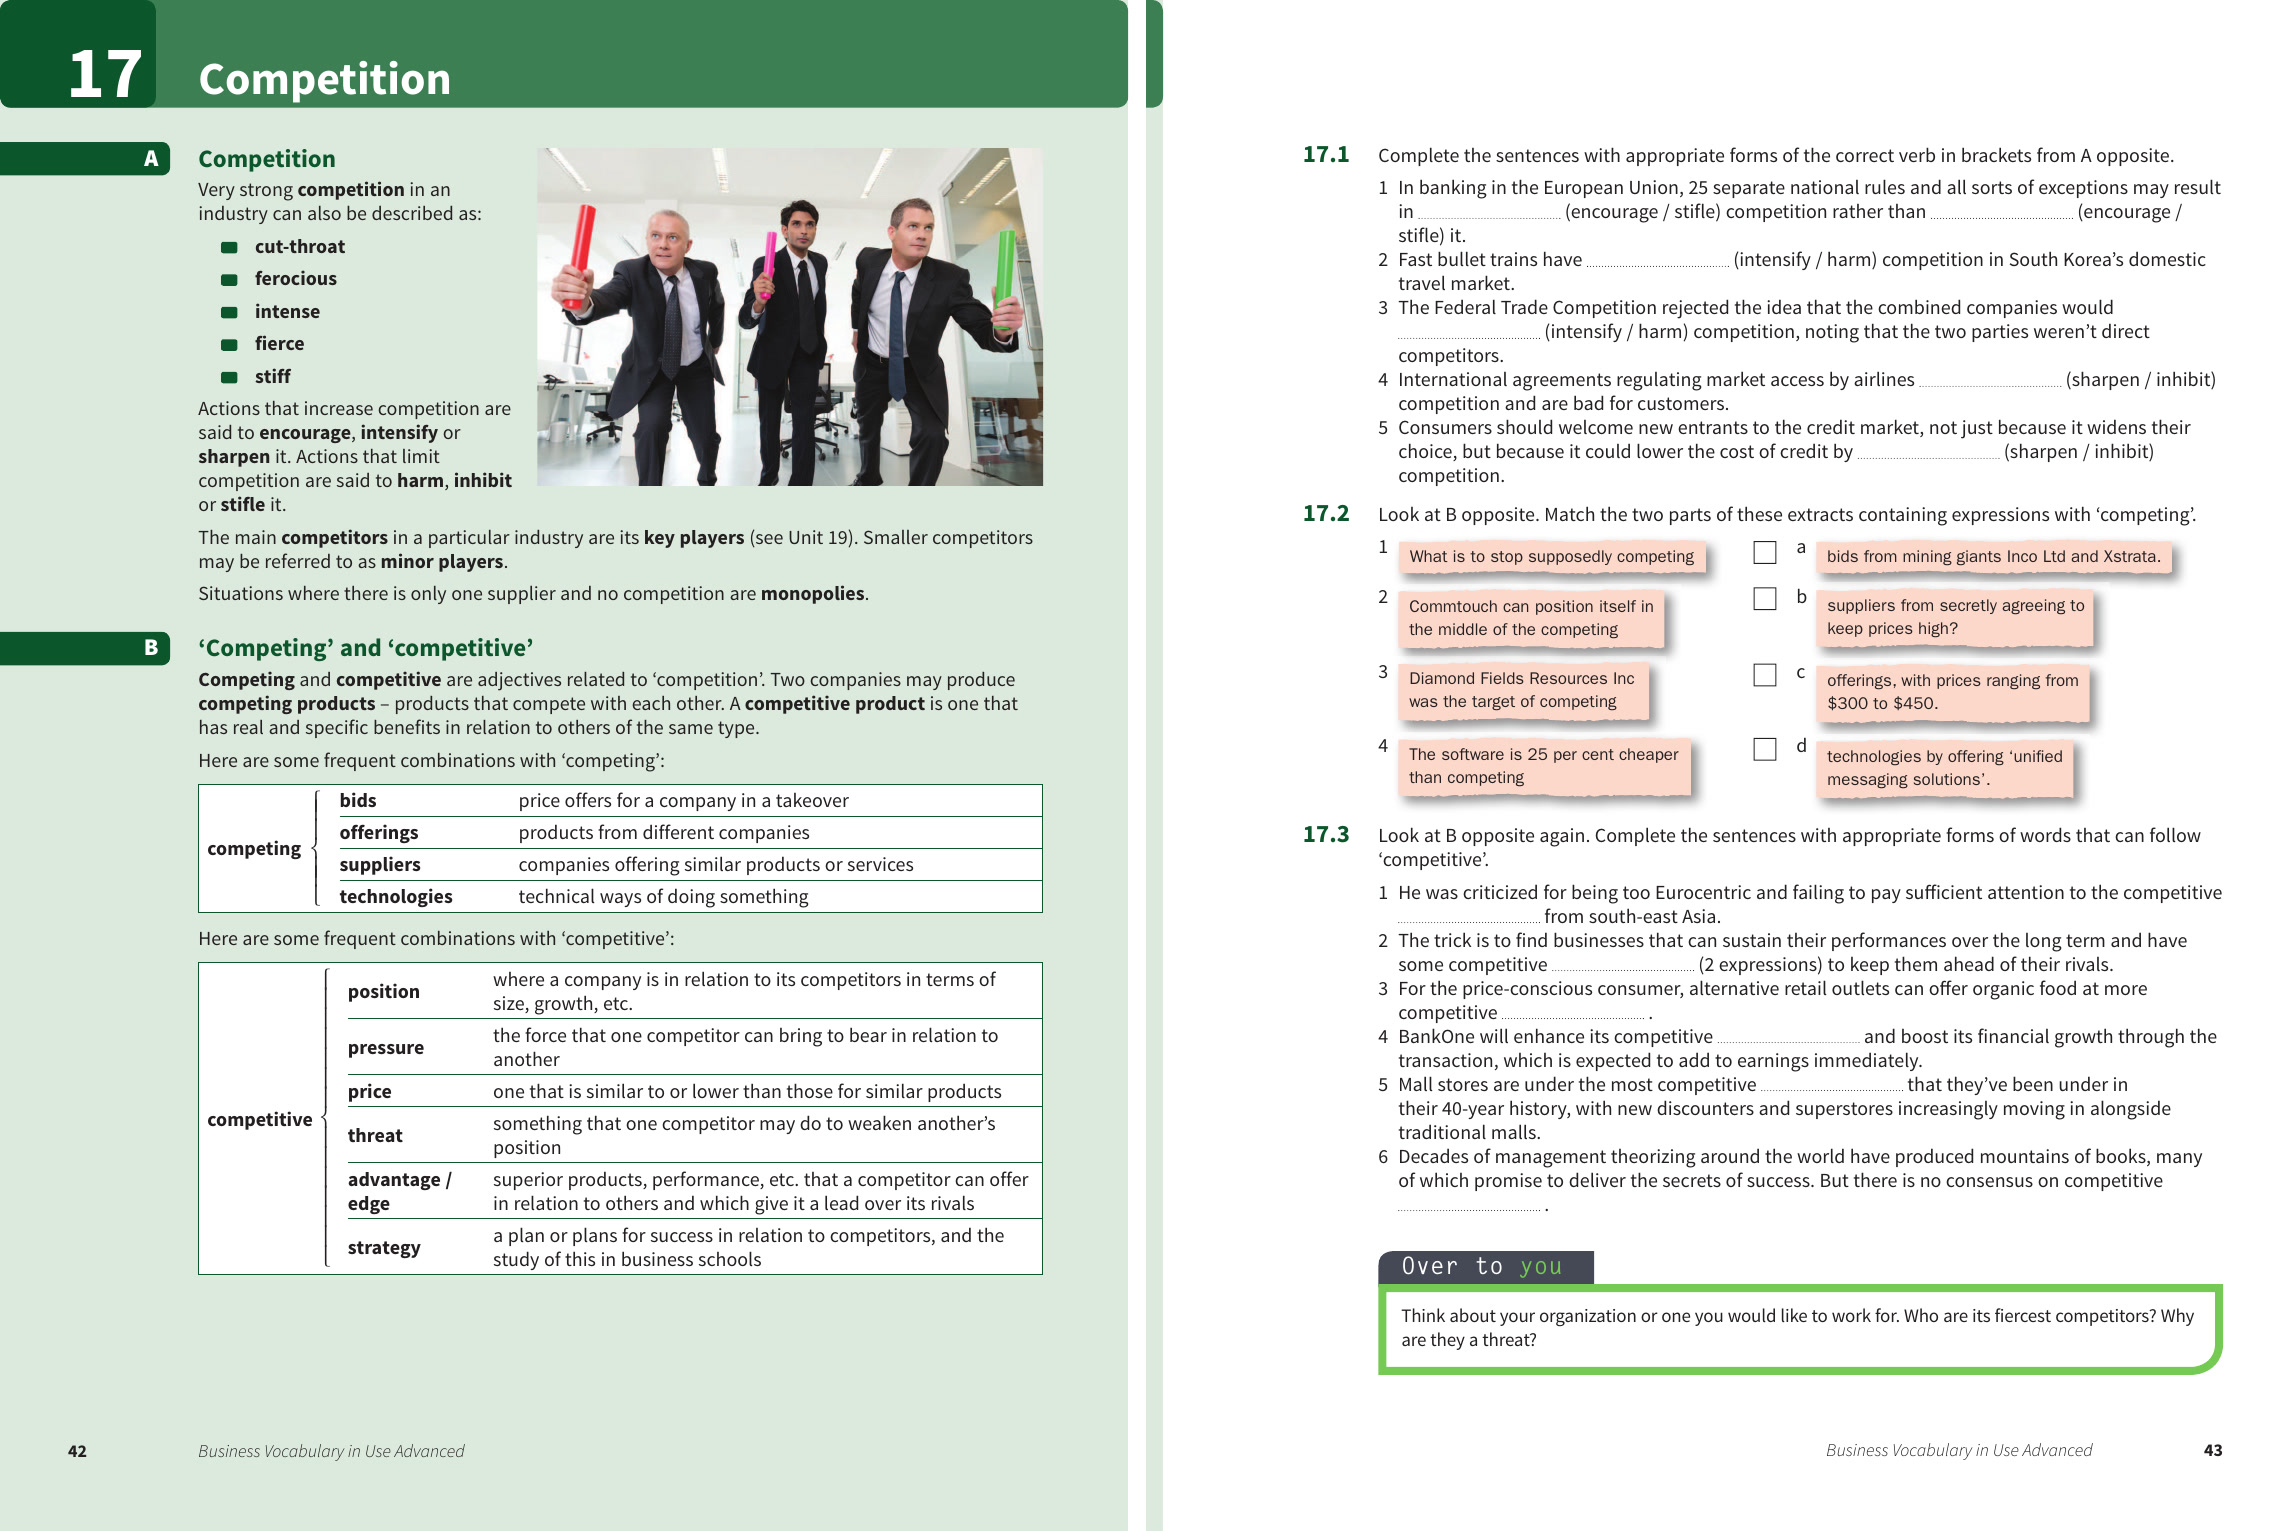 17
Competition
A
Competition
Very strong competition in an
industry can also be described as:
cut-throat
ferocious
intense
fierce
stiff
Actions that increase competition are
said to encourage, intensify or
sharpen it. Actions that limit
competition are said to harm, inhibit
or stifle it.
The main competitors in a particular industry are its key players (see Unit 19). Smaller competitors
may be referred to as minor players.
Situations where there is only one supplier and no competition are monopolies.
B
‘Competing’ and ‘competitive’
Competing and competitive are adjectives related to ‘competition’. Two companies may produce
competing products – products that compete with each other. A competitive product is one that
has real and specific benefits in relation to others of the same type.
Here are some frequent combinations with ‘competing’:
competing
bids price offers for a company in a takeover
offerings products from different companies
suppliers companies offering similar products or services
technologies technical ways of doing something
Here are some frequent combinations with ‘competitive’:
competitive
position where a company is in relation to its competitors in terms of
size, growth, etc.
pressure the force that one competitor can bring to bear in relation to
another
price one that is similar to or lower than those for similar products
threat something that one competitor may do to weaken another’s
position
advantage / superior products, performance, etc. that a competitor can offer
edge in relation to others and which give it a lead over its rivals
strategy a plan or plans for success in relation to competitors, and the
study of this in business schools
42 Business Vocabulary in Use Advanced
17.1 Complete the sentences with appropriate forms of the correct verb in brackets from A opposite.
1 In banking in the European Union, 25 separate national rules and all sorts of exceptions may result
in ........................ (encourage / stifle) competition rather than ........................ (encourage /
stifle) it.
2 Fast bullet trains have ........................ (intensify / harm) competition in South Korea’s domestic
travel market.
3 The Federal Trade Competition rejected the idea that the combined companies would
........................ (intensify / harm) competition, noting that the two parties weren’t direct
competitors.
4 International agreements regulating market access by airlines ........................ (sharpen / inhibit)
competition and are bad for customers.
5 Consumers should welcome new entrants to the credit market, not just because it widens their
choice, but because it could lower the cost of credit by ........................ (sharpen / inhibit)
competition.
17.2 Look at B opposite. Match the two parts of these extracts containing expressions with ‘competing’.
1 What is to stop supposedly competing
a bids from mining giants Inco Ltd and Xstrata.
2 Commtouch can position itself in
the middle of the competing
b suppliers from secretly agreeing to
keep prices high?
3 Diamond Fields Resources Inc
was the target of competing
c offerings, with prices ranging from
$300 to $450.
4 The software is 25 per cent cheaper
than competing
d technologies by offering ‘unified
messaging solutions’.
17.3 Look at B opposite again. Complete the sentences with appropriate forms of words that can follow
‘competitive’.
1 He was criticized for being too Eurocentric and failing to pay sufficient attention to the competitive
........................ from south-east Asia.
2 The trick is to find businesses that can sustain their performances over the long term and have
some competitive ........................ (2 expressions) to keep them ahead of their rivals.
3 For the price-conscious consumer, alternative retail outlets can offer organic food at more
competitive ........................ .
4 BankOne will enhance its competitive ........................ and boost its financial growth through the
transaction, which is expected to add to earnings immediately.
5 Mall stores are under the most competitive ........................ that they’ve been under in
their 40-year history, with new discounters and superstores increasingly moving in alongside
traditional malls.
6 Decades of management theorizing around the world have produced mountains of books, many
of which promise to deliver the secrets of success. But there is no consensus on competitive
........................ .
Over to you
Think about your organization or one you would like to work for. Who are its fiercest competitors? Why
are they a threat?
Business Vocabulary in Use Advanced 43